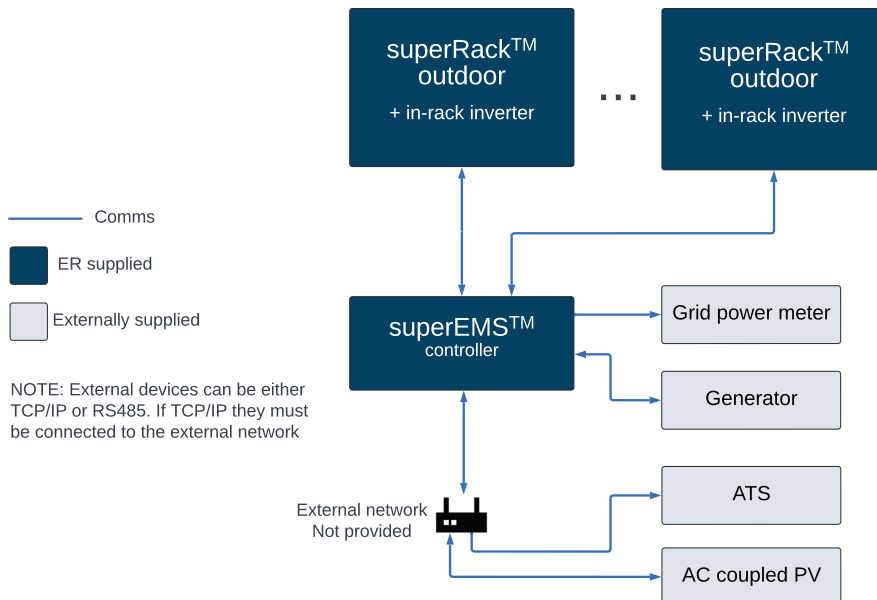 superRack™
outdoor
+ in-rack inverter
...
superRack™
outdoor
+ in-rack inverter
Comms
ER supplied
Externally supplied
NOTE: External devices can be either
TCP/IP or RS485. If TCP/IP they must
be connected to the external network
superEMS™
controller
Grid power meter
Generator
ATS
AC coupled PV
External network
Not provided